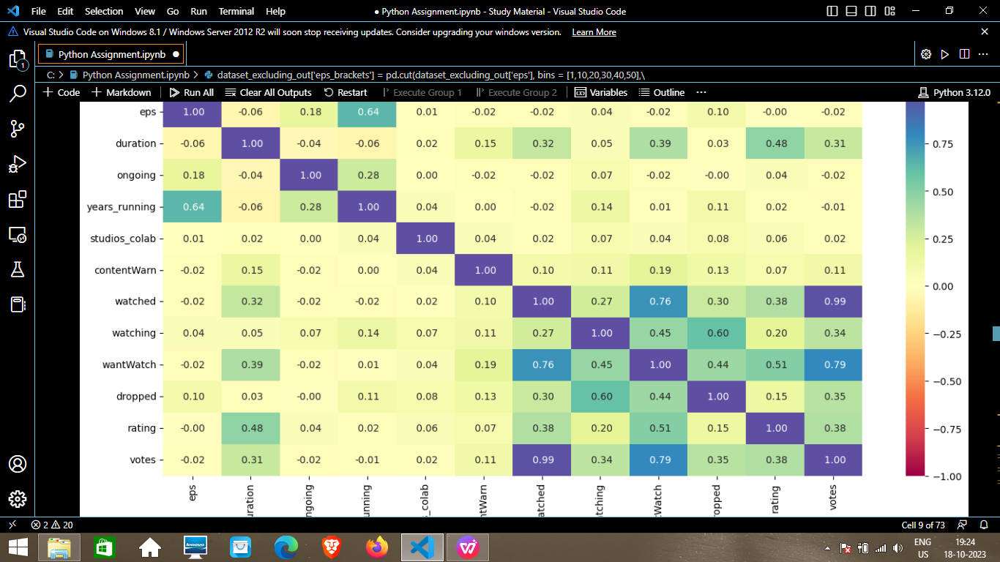 File Edit Selection View Go Run Terminal Help ● Python Assignment.ipynb - Study Material - Visual Studio Code
Visual Studio Code on Windows 8.1 / Windows Server 2012 R2 will soon stop receiving updates. Consider upgrading your windows version. Learn More
Python Assignment.ipynb ●
C: > Python Assignment.ipynb > dataset_excluding_out['eps_brackets'] = pd.cut(dataset_excluding_out['eps'], bins = [1,10,20,30,40,50],\
+ Code + Markdown Run All Clear All Outputs Restart Execute Group 1 Execute Group 2 Variables Outline ··· Python 3.12.0
1
eps 1.00 -0.06 0.18 0.64 0.01 -0.02 -0.02 0.04 -0.02 0.10 -0.00 -0.02
duration -0.06 1.00 -0.04 -0.06 0.02 0.15 0.32 0.05 0.39 0.03 0.48 0.31
ongoing 0.18 -0.04 1.00 0.28 0.00 -0.02 -0.02 0.07 -0.02 -0.00 0.04 -0.02
years_running 0.64 -0.06 0.28 1.00 0.04 0.00 -0.02 0.14 0.01 0.11 0.02 -0.01
studios_colab 0.01 0.02 0.00 0.04 1.00 0.04 0.02 0.07 0.04 0.08 0.06 0.02
contentWarn -0.02 0.15 -0.02 0.00 0.04 1.00 0.10 0.11 0.19 0.13 0.07 0.11
watched -0.02 0.32 -0.02 -0.02 0.02 0.10 1.00 0.27 0.76 0.30 0.38 0.99
watching 0.04 0.05 0.07 0.14 0.07 0.11 0.27 1.00 0.45 0.60 0.20 0.34
wantWatch -0.02 0.39 -0.02 0.01 0.04 0.19 0.76 0.45 1.00 0.44 0.51 0.79
dropped 0.10 0.03 -0.00 0.11 0.08 0.13 0.30 0.60 0.44 1.00 0.15 0.35
rating -0.00 0.48 0.04 0.02 0.06 0.07 0.38 0.20 0.51 0.15 1.00 0.38
votes -0.02 0.31 -0.02 -0.01 0.02 0.11 0.99 0.34 0.79 0.35 0.38 1.00
eps uration ngoing unning s_colab ntWarn atched tching tWatch ropped rating votes
0.75
0.50
0.25
0.00
−0.25
−0.50
−0.75
−1.00
2 20 Cell 9 of 73
lenovo
ENG 19:24
US 18-10-2023